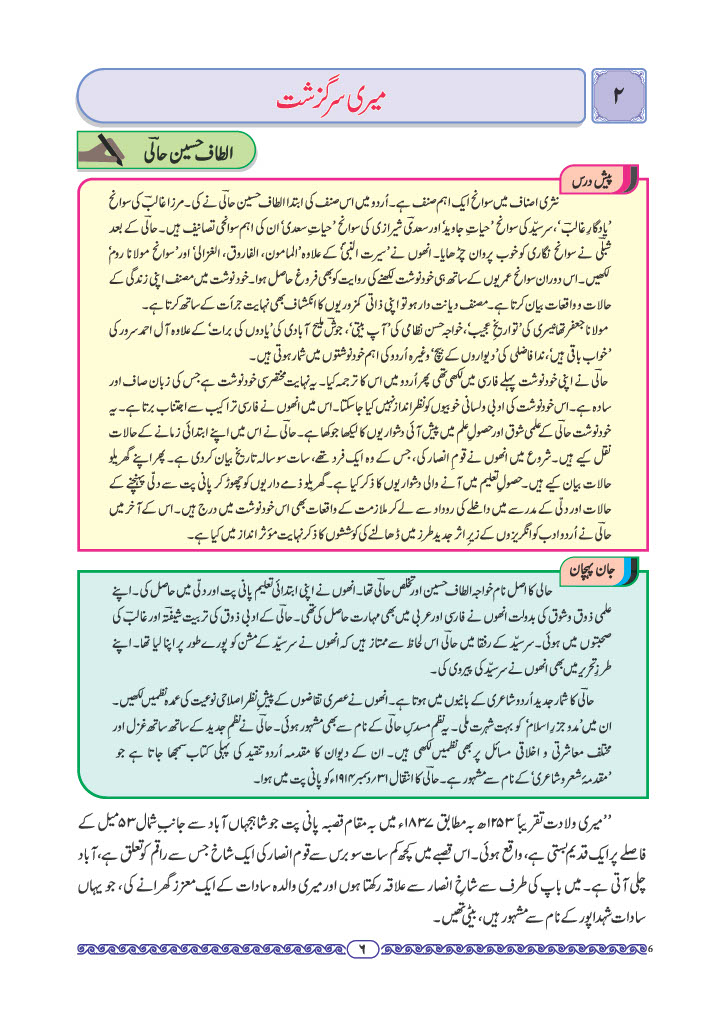 ۲
میری سرگزشت
الطاف حسین حالیؔ
پیش درس
نثری اصناف میں سوانح ایک اہم صنف ہے۔ اُردو میں اس صنف کی ابتدا الطاف حسین حالیؔ نے کی۔ مرزا غالبؔ کی سوانح
’یادگارِ غالبؔ‘، سرسیّد کی سوانح ’حیاتِ جاوید‘ اور سعدیؔ شیرازی کی سوانح ’حیاتِ سعدی‘ ان کی اہم سوانحی تصانیف ہیں۔ حالیؔ کے بعد
شبلیؔ نے سوانح نگاری کو خوب پروان چڑھایا۔ انھوں نے ’سیرت النبیؐ‘ کے علاوہ ’المامون، الفاروق، الغزالی‘ اور ’سوانح مولانا روم‘
لکھیں۔ اس دوران سوانح عمریوں کے ساتھ ہی خودنوشت لکھنے کی روایت کو بھی فروغ حاصل ہوا۔ خودنوشت میں مصنف اپنی زندگی کے
حالات و واقعات بیان کرتا ہے۔ مصنف دیانت دار ہو تو اپنی ذاتی کمزوریوں کا انکشاف بھی نہایت جرأت کے ساتھ کرتا ہے۔
مولانا جعفر تھانیسری کی ’تواریخِ عجیب‘، خواجہ حسن نظامی کی ’آپ بیتی‘، جوشؔ ملیح آبادی کی ’یادوں کی برات‘ کے علاوہ آلِ احمد سرور کی
’خواب باقی ہیں‘، ندا فاضلی کی ’دیواروں کے بیچ‘ وغیرہ اُردو کی اہم خودنوشتوں میں شمار ہوتی ہیں۔
حالیؔ نے اپنی خودنوشت پہلے فارسی میں لکھی تھی پھر اُردو میں اس کا ترجمہ کیا۔ یہ نہایت مختصر سی خودنوشت ہے جس کی زبان صاف اور
سادہ ہے۔ اس خودنوشت کی ادبی و لسانی خوبیوں کو نظر انداز نہیں کیا جاسکتا۔ اس میں انھوں نے فارسی تراکیب سے اجتناب برتا ہے۔ یہ
خودنوشت حالیؔ کے علمی شوق اور حصولِ علم میں پیش آئی دشواریوں کا لیکھا جوکھا ہے۔ حالیؔ نے اس میں اپنے ابتدائی زمانے کے حالات
نقل کیے ہیں۔ شروع میں انھوں نے قومِ انصار کی، جس کے وہ ایک فرد تھے، سات سو سالہ تاریخ بیان کردی ہے۔ پھر اپنے گھریلو
حالات بیان کیے ہیں۔ حصولِ تعلیم میں آنے والی دشواریوں کا ذکر کیا ہے۔ گھریلو ذمے داریوں کو چھوڑ کر پانی پت سے دلّی پہنچنے کے
حالات اور دلّی کے مدرسے میں داخلے کی روداد سے لے کر ملازمت کے واقعات بھی اس خودنوشت میں درج ہیں۔ اس کے آخر میں
حالیؔ نے اُردو ادب کو انگریزوں کے زیرِ اثر جدید طرز میں ڈھالنے کی کوششوں کا ذکر نہایت مؤثر انداز میں کیا ہے۔
جان پہچان
حالی کا اصل نام خواجہ الطاف حسین اور تخلص حالیؔ تھا۔ انھوں نے اپنی ابتدائی تعلیم پانی پت اور دلّی میں حاصل کی۔ اپنے
علمی ذوق و شوق کی بدولت انھوں نے فارسی اور عربی میں بھی مہارت حاصل کی تھی۔ حالیؔ کے ادبی ذوق کی تربیت شیفتہؔ اور غالبؔ کی
صحبتوں میں ہوئی۔ سرسیّد کے رفقا میں حالیؔ اس لحاظ سے ممتاز ہیں کہ انھوں نے سرسیّد کے مشن کو پورے طور پر اپنا لیا تھا۔ اپنے
طرزِ تحریر میں بھی انھوں نے سرسیّد کی پیروی کی۔
حالیؔ کا شمار جدید اُردو شاعری کے بانیوں میں ہوتا ہے۔ انھوں نے عصری تقاضوں کے پیشِ نظر اصلاحی نوعیت کی عمدہ نظمیں لکھیں۔
ان میں ’مدو جزرِ اسلام‘ کو بہت شہرت ملی۔ یہ نظم مسدسِ حالیؔ کے نام سے بھی مشہور ہوئی۔ حالیؔ نے نظمِ جدید کے ساتھ ساتھ غزل اور
مختلف معاشرتی و اخلاقی مسائل پر بھی نظمیں لکھی ہیں۔ ان کے دیوان کا مقدمہ اُردو تنقید کی پہلی کتاب سمجھا جاتا ہے جو
’مقدمۂ شعر و شاعری‘ کے نام سے مشہور ہے۔ حالیؔ کا انتقال ۳۱؍دسمبر ۱۹۱۴ء کو پانی پت میں ہوا۔
’’میری ولادت تقریباً ۱۲۵۳ھ بہ مطابق ۱۸۳۷ء میں بہ مقام قصبہ پانی پت جو شاہجہاں آباد سے جانبِ شمال ۵۳ میل کے
فاصلے پر ایک قدیم بستی ہے، واقع ہوئی۔ اس قصبے میں کچھ کم سات سو برس سے قوم انصار کی ایک شاخ جس سے راقم کو تعلق ہے، آباد
چلی آتی ہے۔ میں باپ کی طرف سے شاخِ انصار سے علاقہ رکھتا ہوں اور میری والدہ سادات کے ایک معزز گھرانے کی، جو یہاں
سادات شہدا پور کے نام سے مشہور ہیں، بیٹی تھیں۔
۶
6